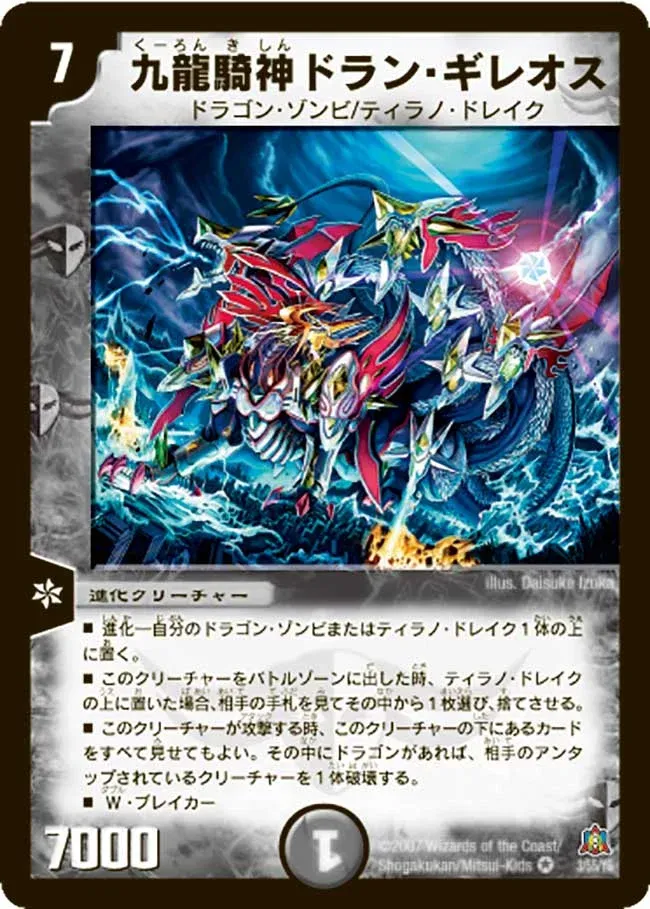 7
くーろん き しん
九龍騎神ドラン・ギレオス
ドラゴン・ゾンビ/ティラノ・ドレイク
illus. Daisuke Izuka
進化クリーチャー
■ 進化―自分のドラゴン・ゾンビまたはティラノ・ドレイク1体の上
に置く。
■ このクリーチャーをバトルゾーンに出した時、ティラノ・ドレイク
の上に置いた場合、相手の手札を見てその中から1枚選び、捨てさせる。
■ このクリーチャーが攻撃する時、このクリーチャーの下にあるカード
をすべて見せてもよい。その中にドラゴンがあれば、相手のアンタ
ップされているクリーチャーを1体破壊する。
■ W・ブレイカー
7000
1
©2007 Wizards of the Coast/
Shogakukan/Mitsui-Kids